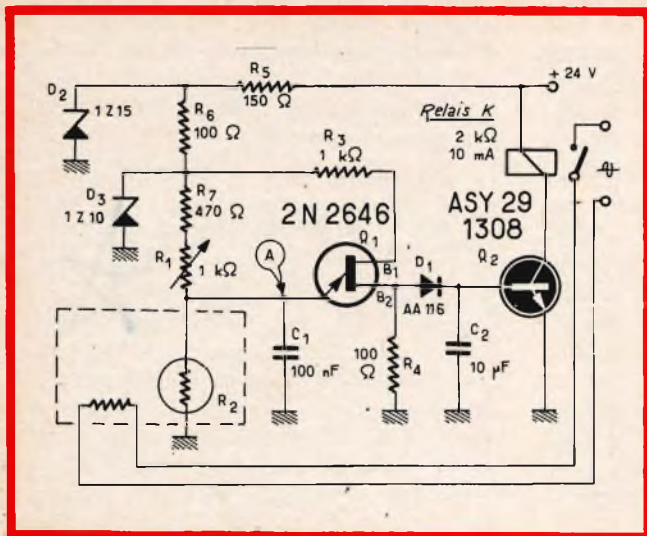 R5
150 Ω
+ 24 V
D2
1 Z 15
R6
100 Ω
Relais K
2 kΩ
10 mA
R3
1 kΩ
D3
1 Z 10
R7
470 Ω
2 N 2646
ASY 29
1308
Q1
Q2
R1
1 kΩ
A
B1
D1
B2
AA 116
C1
100 nF
100
Ω
R4
C2
10 µF
R2